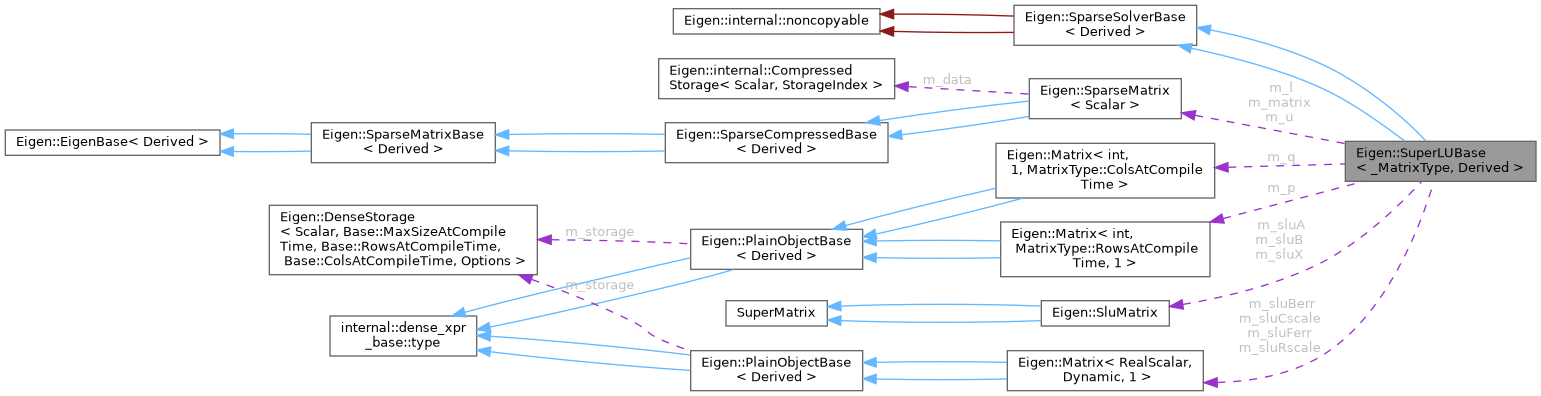 Eigen::internal::noncopyable
Eigen::SparseSolverBase
< Derived >
Eigen::internal::Compressed
Storage< Scalar, StorageIndex >
m_data
Eigen::SparseMatrix
< Scalar >
m_l
m_matrix
m_u
Eigen::EigenBase< Derived >
Eigen::SparseMatrixBase
< Derived >
Eigen::SparseCompressedBase
< Derived >
Eigen::SuperLUBase
< _MatrixType, Derived >
Eigen::Matrix< int,
1, MatrixType::ColsAtCompile
Time >
m_q
m_p
Eigen::DenseStorage
< Scalar, Base::MaxSizeAtCompile
Time, Base::RowsAtCompileTime,
Base::ColsAtCompileTime, Options >
m_storage
Eigen::PlainObjectBase
< Derived >
Eigen::Matrix< int,
MatrixType::RowsAtCompile
Time, 1 >
m_sluA
m_sluB
m_sluX
m_storage
SuperMatrix
Eigen::SluMatrix
internal::dense_xpr
_base::type
m_sluBerr
m_sluCscale
m_sluFerr
m_sluRscale
Eigen::PlainObjectBase
< Derived >
Eigen::Matrix< RealScalar,
Dynamic, 1 >